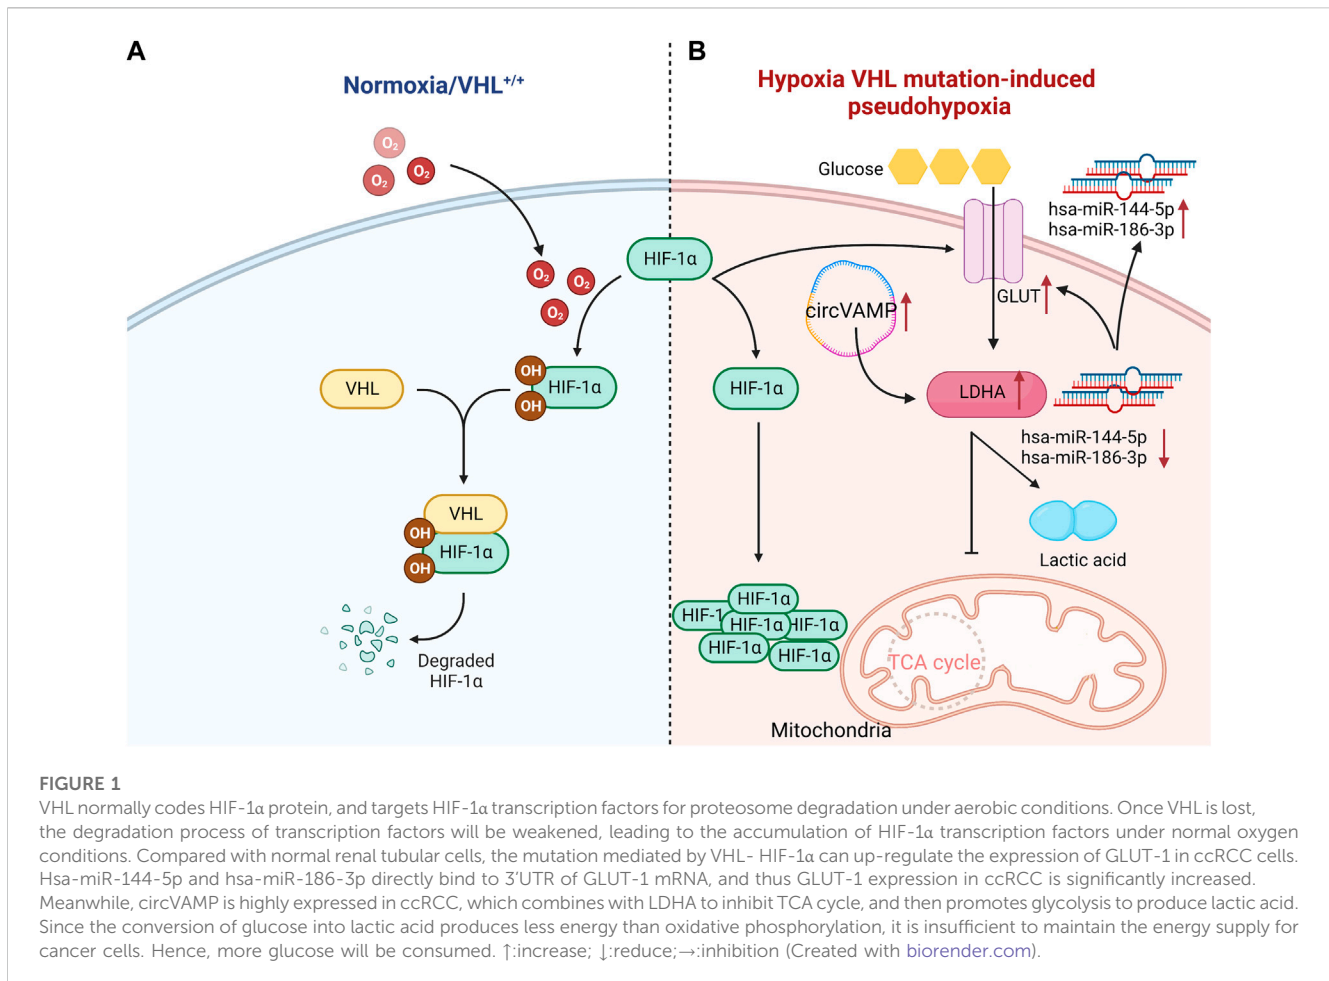 A
B
Normoxia/VHL+/+
Hypoxia VHL mutation-induced
pseudohypoxia
O2
O2
O2
Glucose
hsa-miR-144-5p
hsa-miR-186-3p
HIF-1α
O2
O2
O2
GLUT
circVAMP
OH
HIF-1α
OH
VHL
HIF-1α
LDHA
hsa-miR-144-5p
hsa-miR-186-3p
VHL
OH
HIF-1α
OH
Lactic acid
HIF-1α
HIF-1
HIF-1α
HIF-1α
HIF-1α
HIF-1α
Degraded
HIF-1α
TCA cycle
Mitochondria
FIGURE 1
VHL normally codes HIF-1α protein, and targets HIF-1α transcription factors for proteosome degradation under aerobic conditions. Once VHL is lost,
the degradation process of transcription factors will be weakened, leading to the accumulation of HIF-1α transcription factors under normal oxygen
conditions. Compared with normal renal tubular cells, the mutation mediated by VHL- HIF-1α can up-regulate the expression of GLUT-1 in ccRCC cells.
Hsa-miR-144-5p and hsa-miR-186-3p directly bind to 3’UTR of GLUT-1 mRNA, and thus GLUT-1 expression in ccRCC is significantly increased.
Meanwhile, circVAMP is highly expressed in ccRCC, which combines with LDHA to inhibit TCA cycle, and then promotes glycolysis to produce lactic acid.
Since the conversion of glucose into lactic acid produces less energy than oxidative phosphorylation, it is insufficient to maintain the energy supply for
cancer cells. Hence, more glucose will be consumed. ↑:increase; ↓:reduce;→:inhibition (Created with biorender.com).